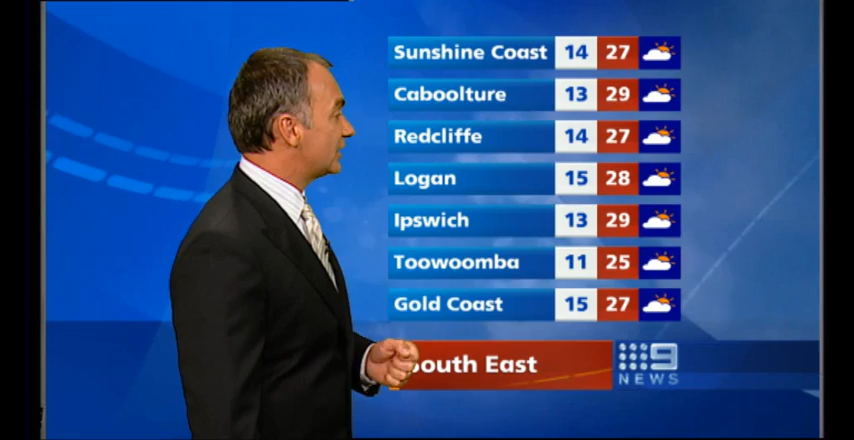 Sunshine Coast 14 27
Caboolture 13 29
Redcliffe 14 27
Logan 15 28
Ipswich 13 29
Toowoomba 11 25
Gold Coast 15 27
South East
9
NEWS